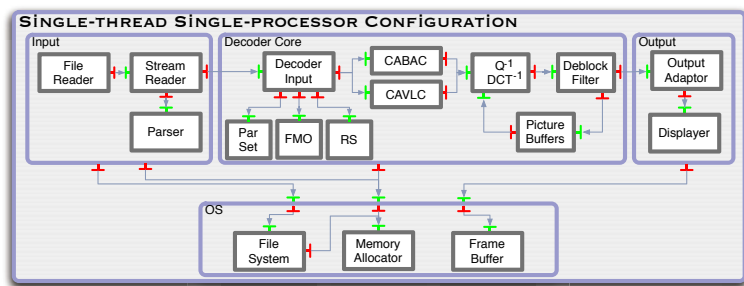 SINGLE-THREAD SINGLE-PROCESSOR CONFIGURATION
Input
File
Reader
Stream
Reader
Parser
Decoder Core
Decoder
Input
CABAC
CAVLC
Q-1
DCT-1
Deblock
Filter
Par
Set
FMO
RS
Picture
Buffers
Output
Output
Adaptor
Displayer
OS
File
System
Memory
Allocator
Frame
Buffer